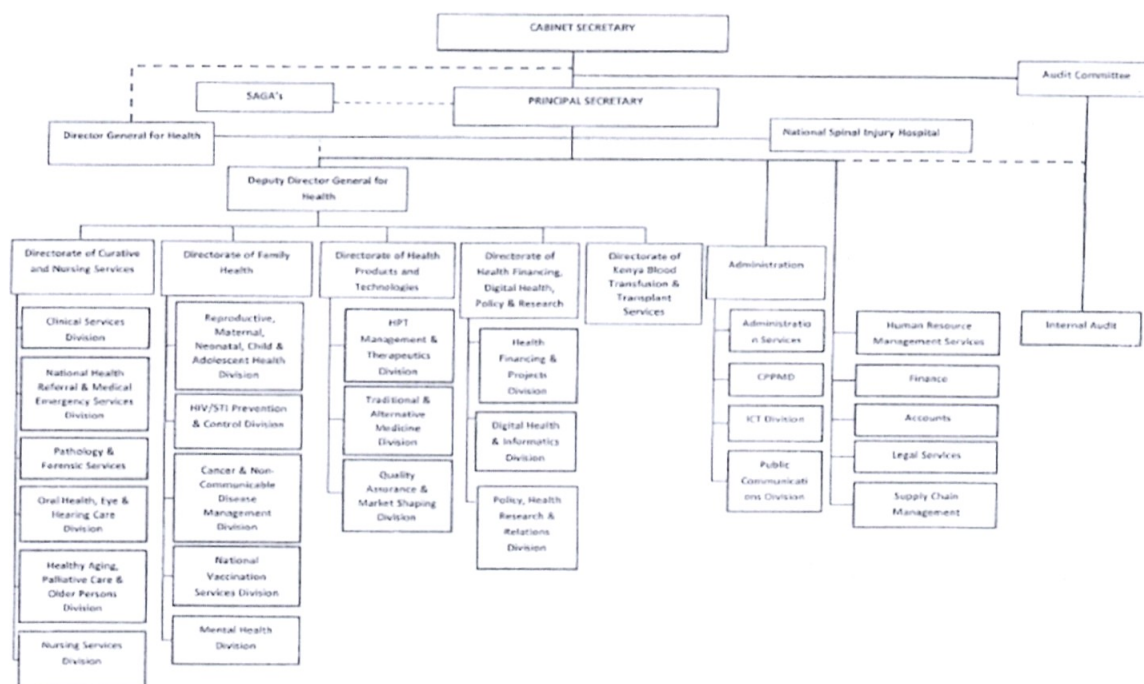 CABINET SECRETARY
Audit Committee
SAGA's
PRINCIPAL SECRETARY
Director General for Health
National Spinal Injury Hospital
Deputy Director General for
Health
Directorate of Curative
and Nursing Services
Directorate of Family
Health
Directorate of Health
Products and
Technologies
Directorate of
Health Financing,
Digital Health,
Policy & Research
Directorate of
Kenya Blood
Transfusion &
Transplant
Services
Administration
Clinical Services
Division
National Health
Referral & Medical
Emergency Services
Division
Pathology &
Forensic Services
Oral Health, Eye &
Hearing Care
Division
Healthy Aging,
Palliative Care &
Older Persons
Division
Nursing Services
Division
Reproductive,
Maternal,
Neonatal, Child &
Adolescent Health
Division
HIV/STI Prevention
& Control Division
Cancer & Non-
Communicable
Disease
Management
Division
National
Vaccination
Services Division
Mental Health
Division
HPT
Management &
Therapeutics
Division
Traditional &
Alternative
Medicine
Division
Quality
Assurance &
Market Shaping
Division
Health
Financing &
Projects
Division
Digital Health
& Informatics
Division
Policy, Health
Research &
Relations
Division
Administratio
n Services
CPPMD
ICT Division
Public
Communicati
ons Division
Human Resource
Management Services
Finance
Accounts
Legal Services
Supply Chain
Management
Internal Audit